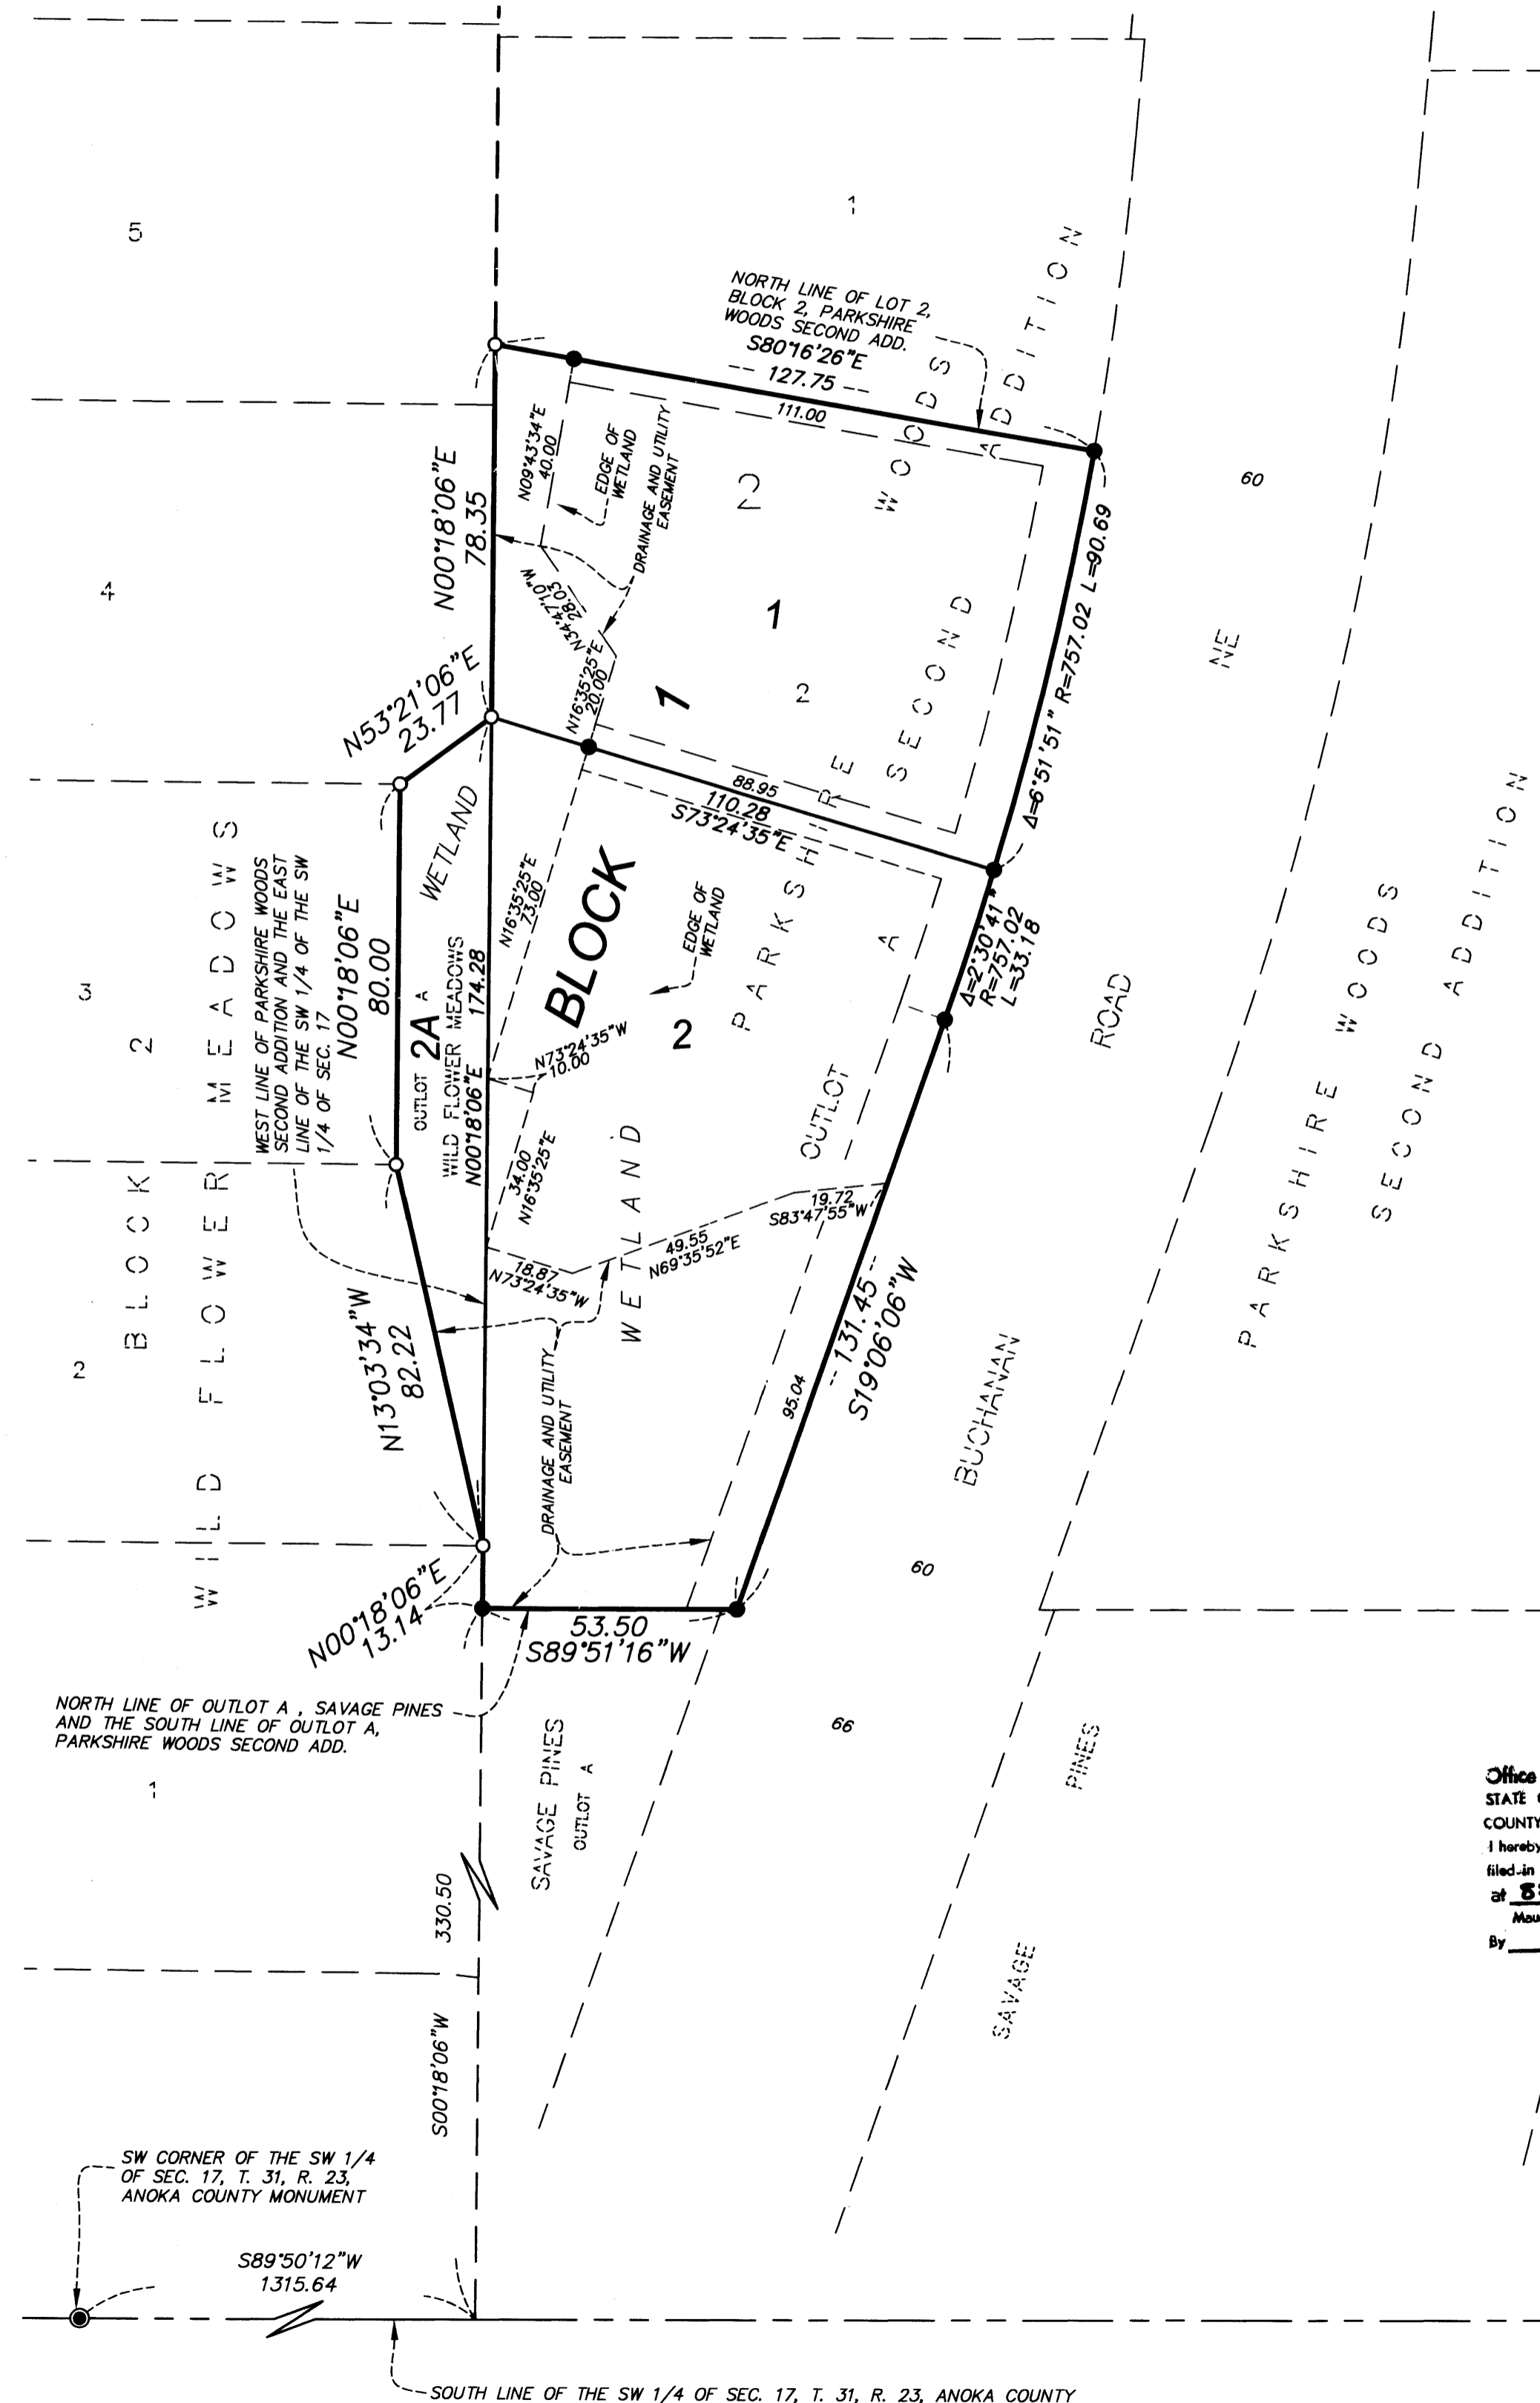 5
1
NORTH LINE OF LOT 2,
BLOCK 2, PARKSHIRE
WOODS SECOND ADD.
S80°16'26"E
127.75
111.00
N00°18'06"E
78.35
N09°43'34"E
40.00
EDGE OF
WETLAND
DRAINAGE AND UTILITY
EASEMENT
N34°47'10"W
28.03
N16°35'25"E
20.00
2
1
1
2
60
Δ=6°51'51" R=757.02 L=90.69
NE
4
N53°21'06"E
23.77
88.95
110.28
S73°24'35"E
PARKSHIRE WOODS
SECOND ADDITION
Δ=2°30'41"
R=757.02
L=33.18
WETLAND
N16°35'25"E
73.00
BLOCK
EDGE OF
WETLAND
2
3
2
WEST LINE OF PARKSHIRE WOODS
SECOND ADDITION AND THE EAST
LINE OF THE SW 1/4 OF THE SW
1/4 OF SEC. 17
N00°18'06"E
80.00
OUTLOT A
2A
WILD FLOWER MEADOWS
N00°18'06"E 174.28
N73°24'35"W
10.00
34.00
N16°35'25"E
OUTLOT A
ROAD
PARKSHIRE WOODS
SECOND ADDITION
BLOCK
WILD FLOWER MEADOWS
2
WETLAND
18.87
N73°24'35"W
49.55
N69°35'52"E
19.72
S83°47'55"W
N13°03'34"W
82.22
131.45
S19°06'06"W
95.04
BUCHANAN
DRAINAGE AND UTILITY
EASEMENT
60
N00°18'06"E
13.14
53.50
S89°51'16"W
NORTH LINE OF OUTLOT A , SAVAGE PINES
AND THE SOUTH LINE OF OUTLOT A,
PARKSHIRE WOODS SECOND ADD.
1
SAVAGE PINES
OUTLOT A
66
SAVAGE PINES
Office
STATE
COUNTY
I hereby
filed in
at
By
330.50
S00°18'06"W
SW CORNER OF THE SW 1/4
OF SEC. 17, T. 31, R. 23,
ANOKA COUNTY MONUMENT
S89°50'12"W
1315.64
SOUTH LINE OF THE SW 1/4 OF SEC. 17, T. 31, R. 23, ANOKA COUNTY